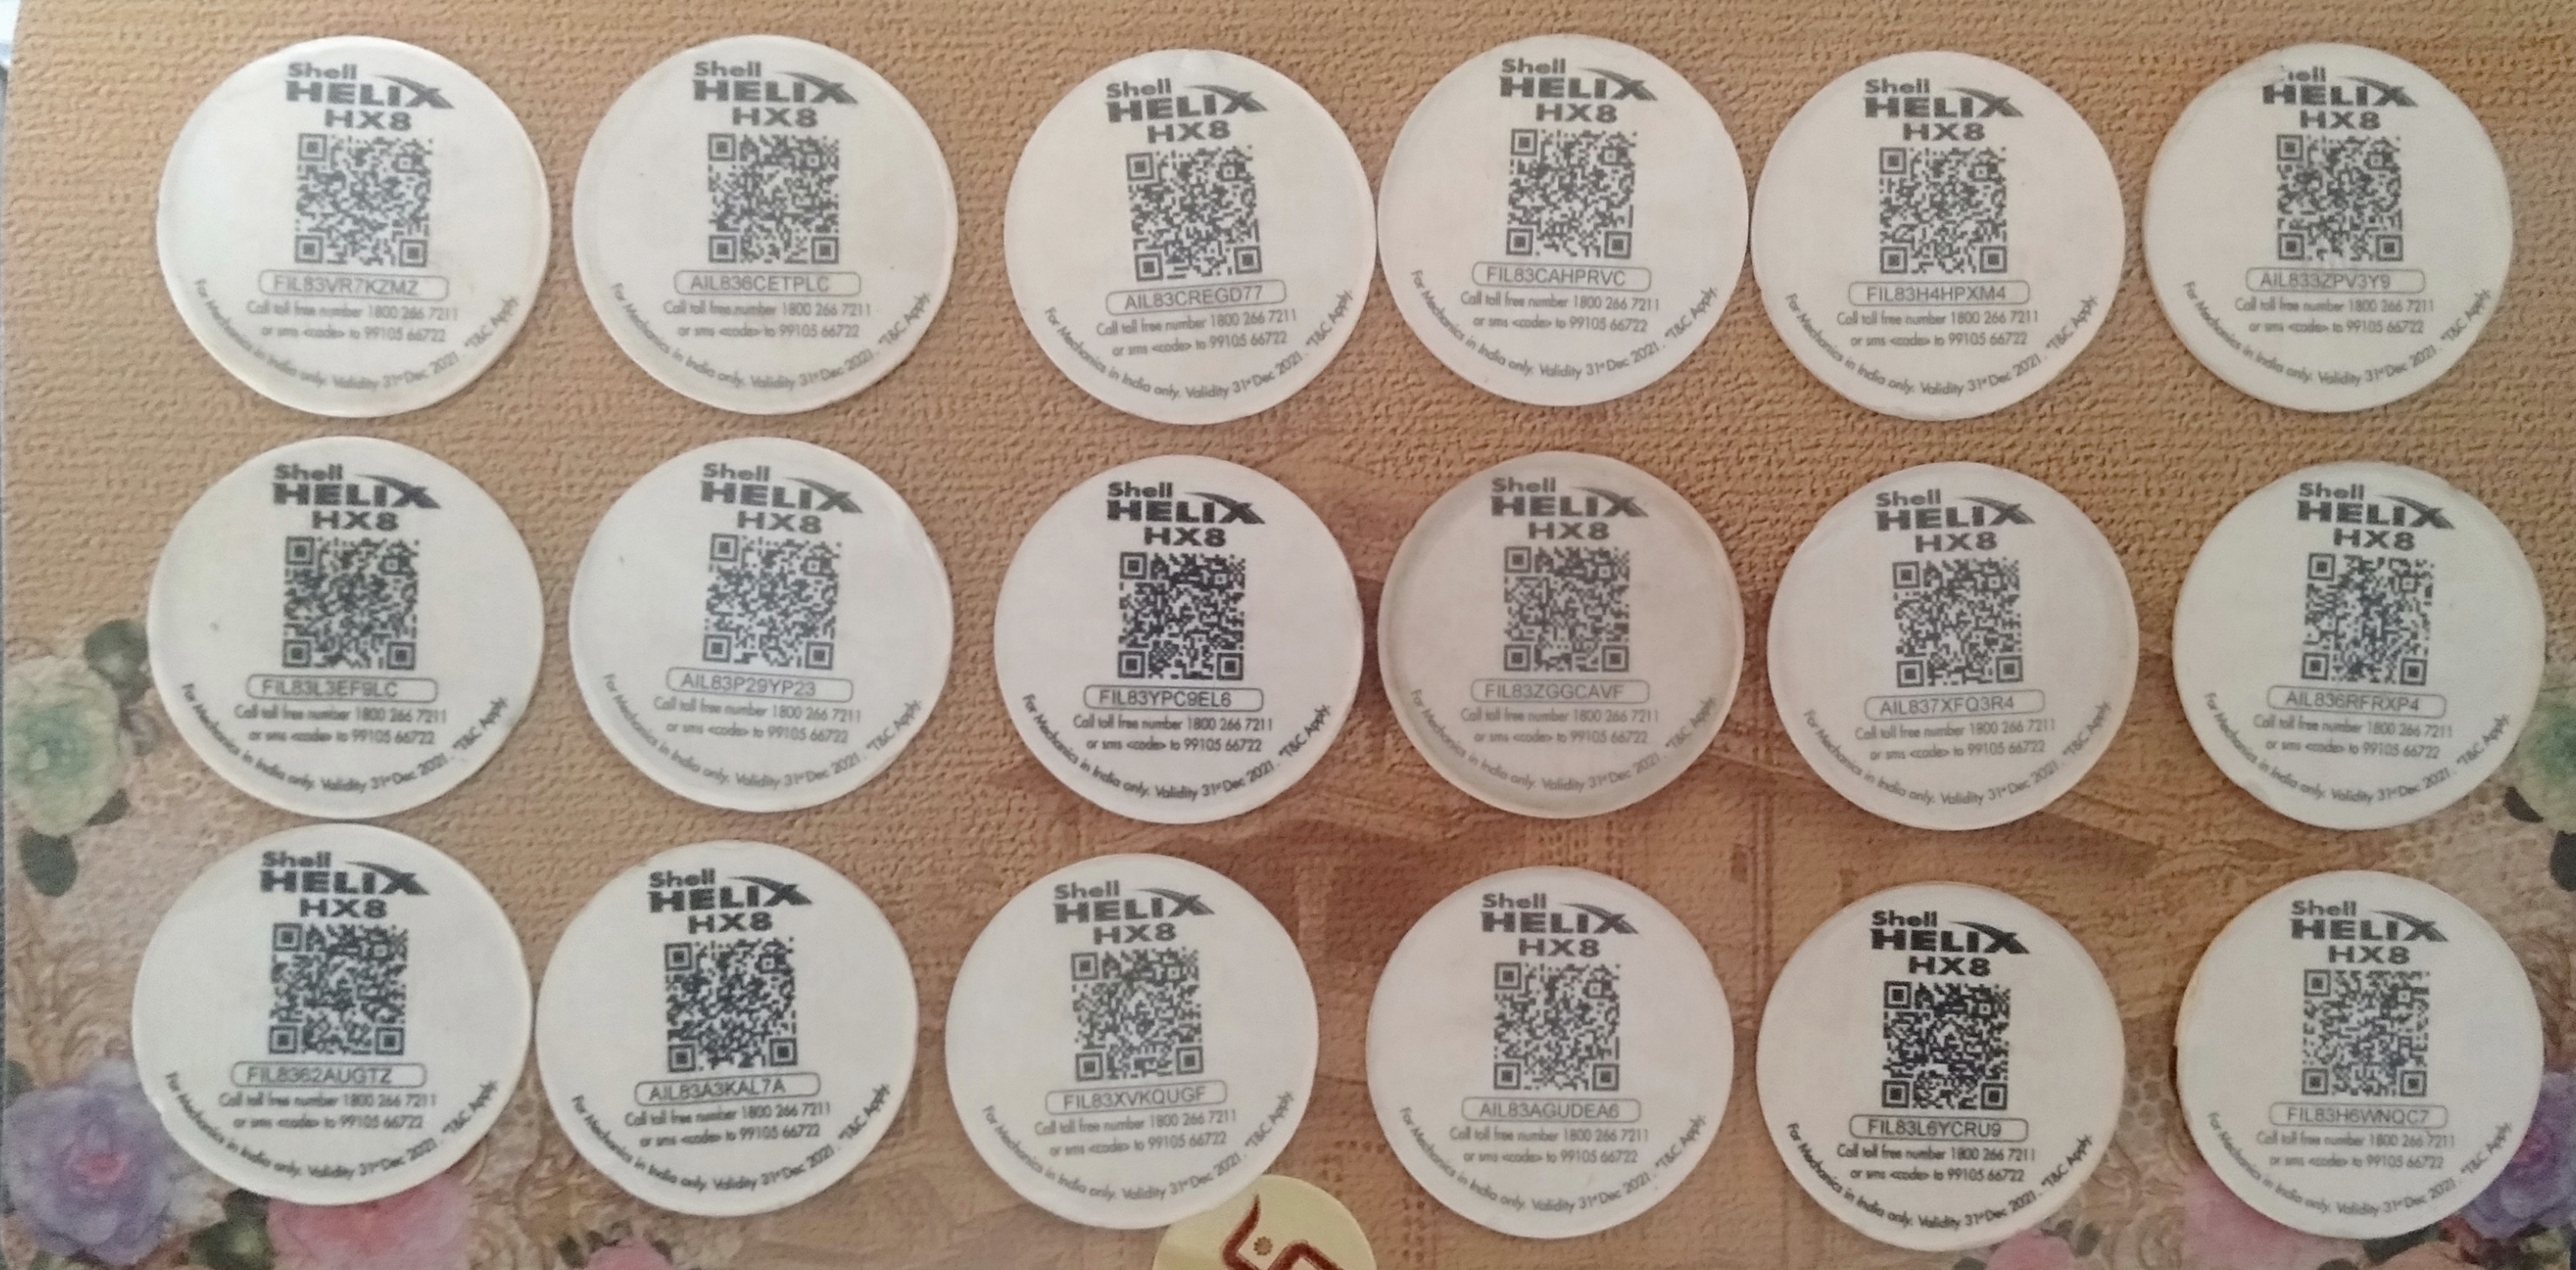 Shell
HELIX
HX8
FIL83VR7KZMZ
Call toll free number 1800 266 7211
or sms <code> to 99105 66722
For Mechanics in India only. Validity 31st Dec 2021. *T&C Apply.
Shell
HELIX
HX8
AIL836CETPLC
Call toll free number 1800 266 7211
or sms <code> to 99105 66722
For Mechanics in India only. Validity 31st Dec 2021. *T&C Apply.
Shell
HELIX
HX8
AIL83CREGD77
Call toll free number 1800 266 7211
or sms <code> to 99105 66722
For Mechanics in India only. Validity 31st Dec 2021. *T&C Apply.
Shell
HELIX
HX8
FIL83CAHPRVC
Call toll free number 1800 266 7211
or sms <code> to 99105 66722
For Mechanics in India only. Validity 31st Dec 2021. *T&C Apply.
Shell
HELIX
HX8
FIL83H4HPXM4
Call toll free number 1800 266 7211
or sms <code> to 99105 66722
For Mechanics in India only. Validity 31st Dec 2021. *T&C Apply.
Shell
HELIX
HX8
AIL833ZPV3Y9
Call toll free number 1800 266 7211
or sms <code> to 99105 66722
For Mechanics in India only. Validity 31st Dec 2021. *T&C Apply.
Shell
HELIX
HX8
FIL83L3EF9LC
Call toll free number 1800 266 7211
or sms <code> to 99105 66722
For Mechanics in India only. Validity 31st Dec 2021. *T&C Apply.
Shell
HELIX
HX8
AIL83P29YP23
Call toll free number 1800 266 7211
or sms <code> to 99105 66722
For Mechanics in India only. Validity 31st Dec 2021. *T&C Apply.
Shell
HELIX
HX8
FIL83YPC9EL6
Call toll free number 1800 266 7211
or sms <code> to 99105 66722
For Mechanics in India only. Validity 31st Dec 2021. *T&C Apply.
Shell
HELIX
HX8
FIL83ZGGCAVF
Call toll free number 1800 266 7211
or sms <code> to 99105 66722
For Mechanics in India only. Validity 31st Dec 2021. *T&C Apply.
Shell
HELIX
HX8
AIL837XFQ3R4
Call toll free number 1800 266 7211
or sms <code> to 99105 66722
For Mechanics in India only. Validity 31st Dec 2021. *T&C Apply.
Shell
HELIX
HX8
AIL836RFRXP4
Call toll free number 1800 266 7211
or sms <code> to 99105 66722
For Mechanics in India only. Validity 31st Dec 2021. *T&C Apply.
Shell
HELIX
HX8
FIL8362AUGTZ
Call toll free number 1800 266 7211
or sms <code> to 99105 66722
For Mechanics in India only. Validity 31st Dec 2021. *T&C Apply.
Shell
HELIX
HX8
AIL83A3KAL7A
Call toll free number 1800 266 7211
or sms <code> to 99105 66722
For Mechanics in India only. Validity 31st Dec 2021. *T&C Apply.
Shell
HELIX
HX8
FIL83XVKQUGF
Call toll free number 1800 266 7211
or sms <code> to 99105 66722
For Mechanics in India only. Validity 31st Dec 2021. *T&C Apply.
Shell
HELIX
HX8
AIL83AGUDEA6
Call toll free number 1800 266 7211
or sms <code> to 99105 66722
For Mechanics in India only. Validity 31st Dec 2021. *T&C Apply.
Shell
HELIX
HX8
FIL83L6YCRU9
Call toll free number 1800 266 7211
or sms <code> to 99105 66722
For Mechanics in India only. Validity 31st Dec 2021. *T&C Apply.
Shell
HELIX
HX8
FIL83H6WNQC7
Call toll free number 1800 266 7211
or sms <code> to 99105 66722
For Mechanics in India only. Validity 31st Dec 2021. *T&C Apply.